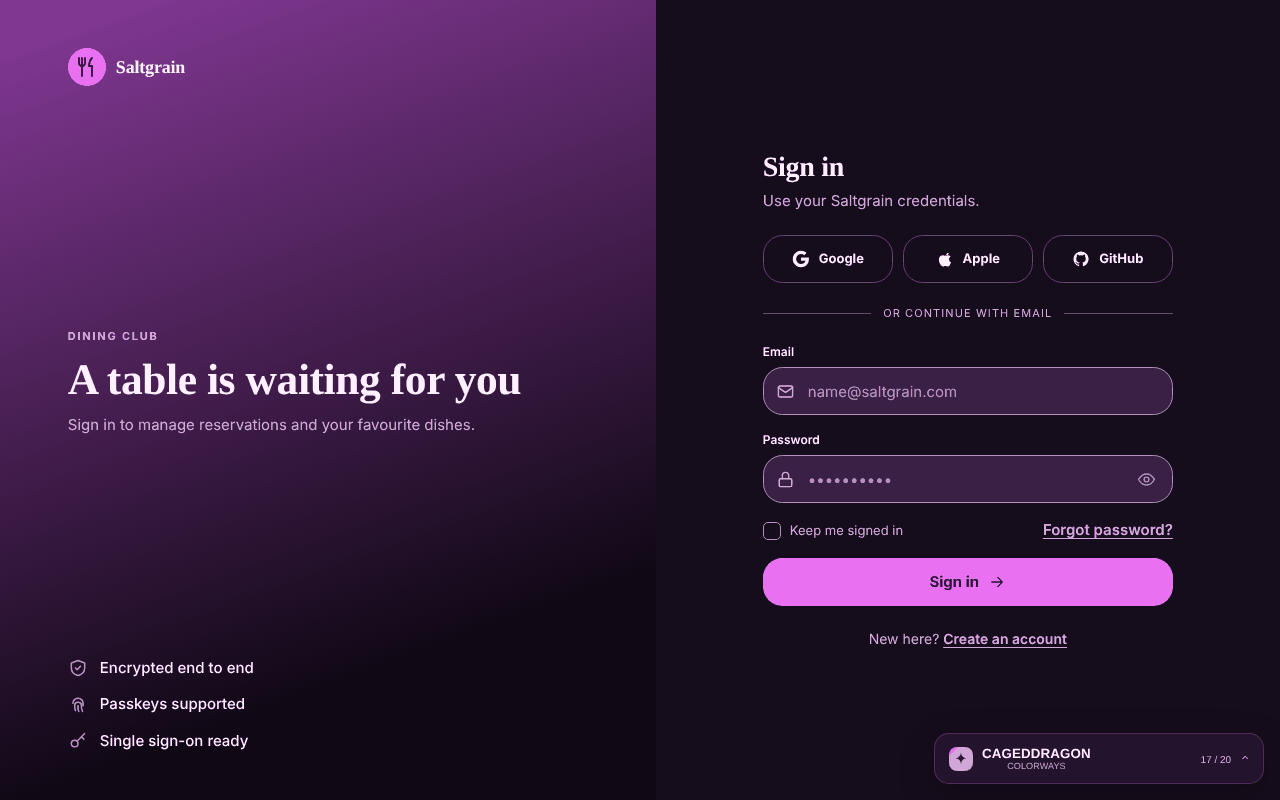 Saltgrain
DINING CLUB
A table is waiting for you
Sign in to manage reservations and your favourite dishes.
Encrypted end to end
Passkeys supported
Single sign-on ready
Sign in
Use your Saltgrain credentials.
Google
Apple
GitHub
OR CONTINUE WITH EMAIL
Email
name@saltgrain.com
Password
••••••••••
Keep me signed in
Forgot password?
Sign in
New here? Create an account
CAGEDDRAGON
COLORWAYS
17 / 20